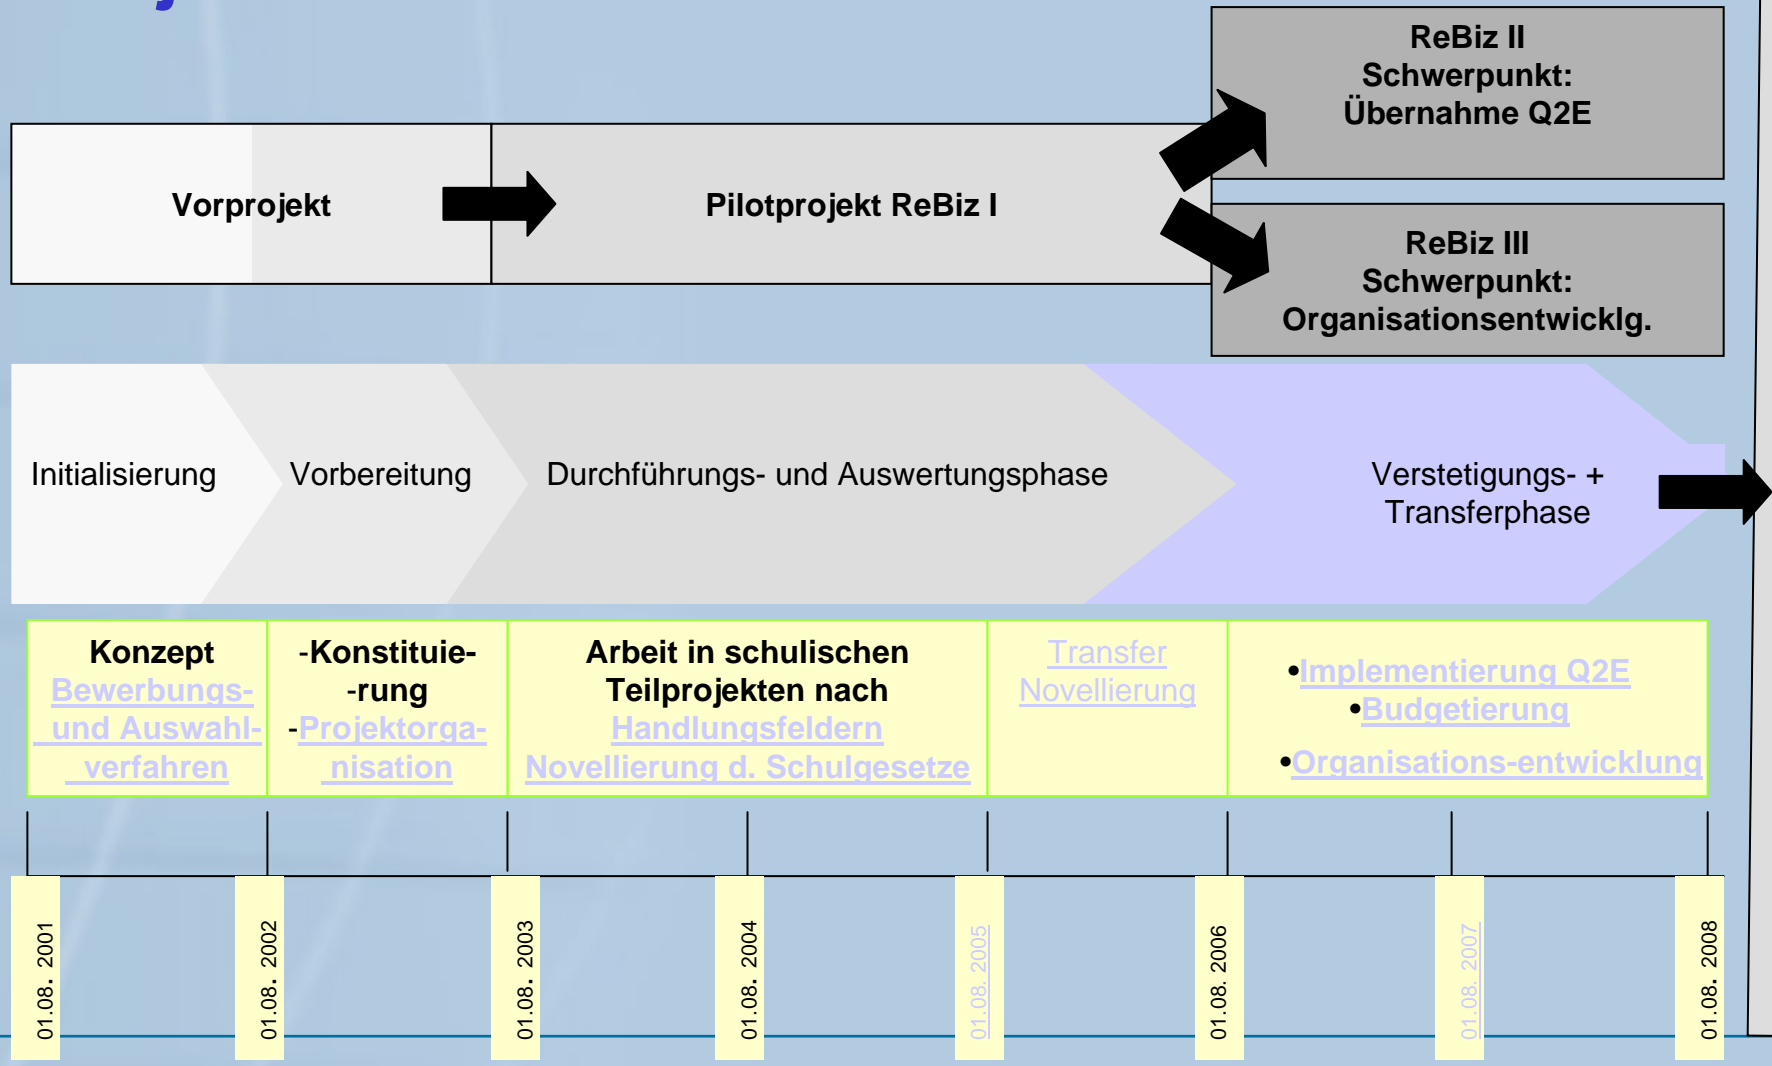 ReBiz II
Schwerpunkt:
Übernahme Q2E
Vorprojekt
Pilotprojekt ReBiz I
ReBiz III
Schwerpunkt:
Organisationsentwicklg.
Initialisierung
Vorbereitung
Durchführungs- und Auswertungsphase
Verstetigungs- +
Transferphase
Konzept
Bewerbungs-
und Auswahl-
verfahren
-Konstituie-
-rung
-Projektorga-
nisation
Arbeit in schulischen
Teilprojekten nach
Handlungsfeldern
Novellierung d. Schulgesetze
Transfer
Novellierung
•Implementierung Q2E
•Budgetierung
•Organisations-entwicklung
01.08. 2001
01.08. 2002
01.08. 2003
01.08. 2004
01.08. 2005
01.08. 2006
01.08. 2007
01.08. 2008